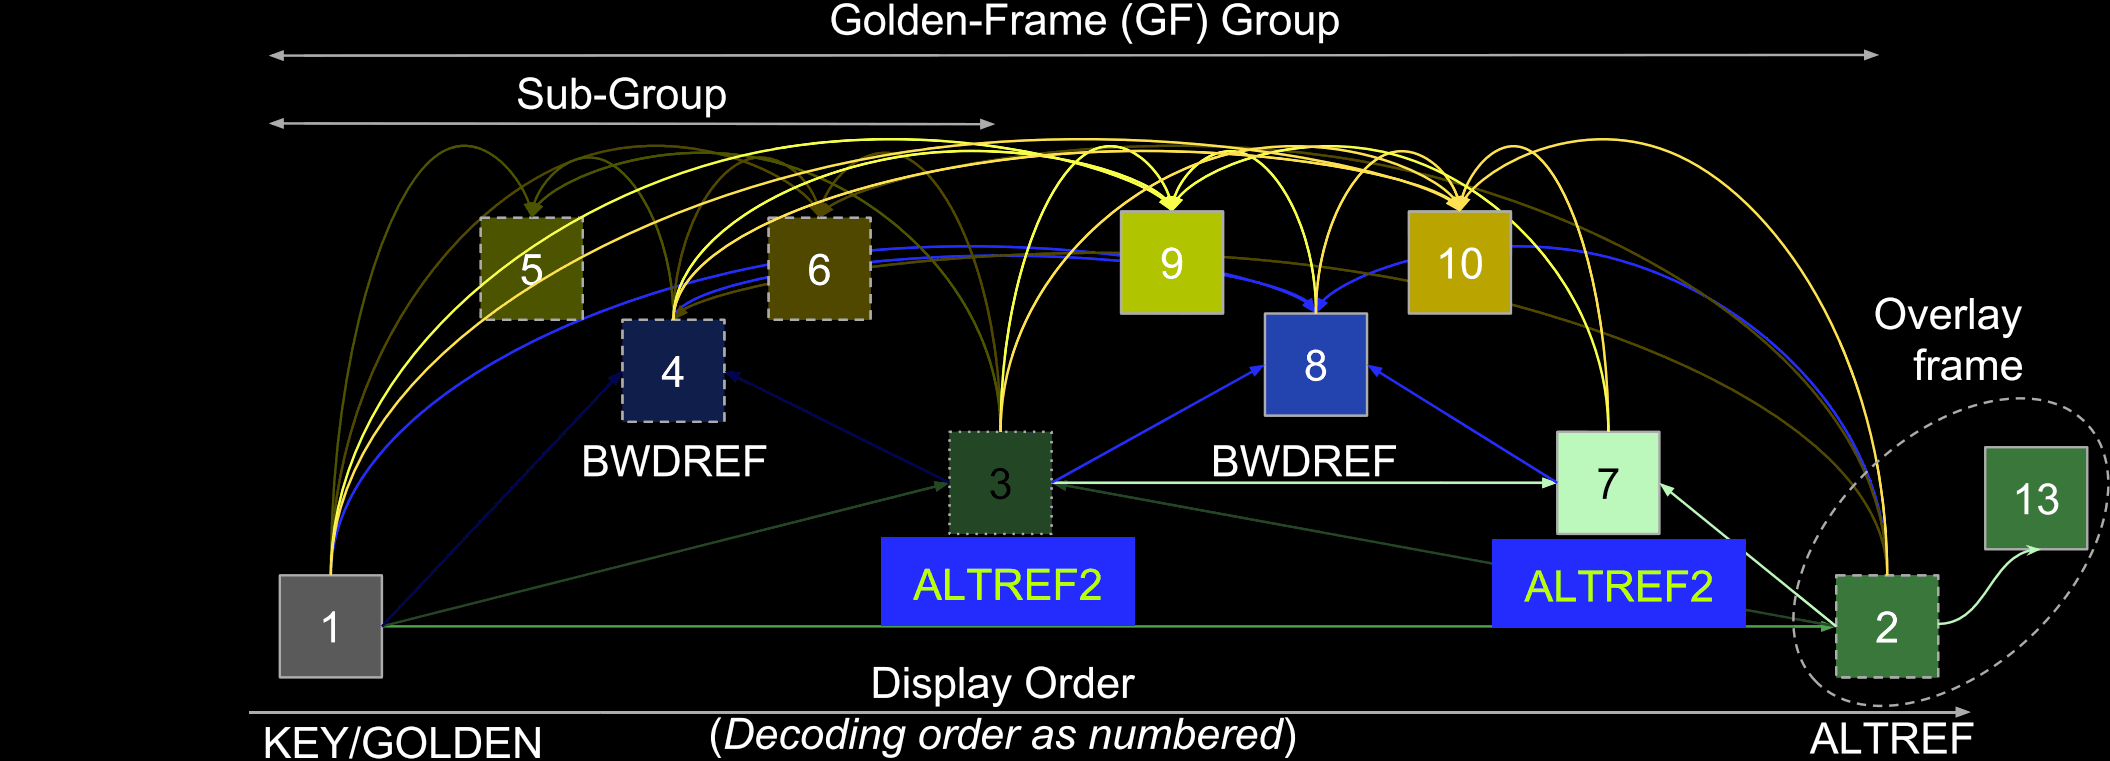 Golden-Frame (GF) Group
Sub-Group
5
6
9
10
4
8
Overlay
frame
BWDREF
BWDREF
3
7
13
ALTREF2
ALTREF2
1
2
Display Order
(Decoding order as numbered)
KEY/GOLDEN
ALTREF